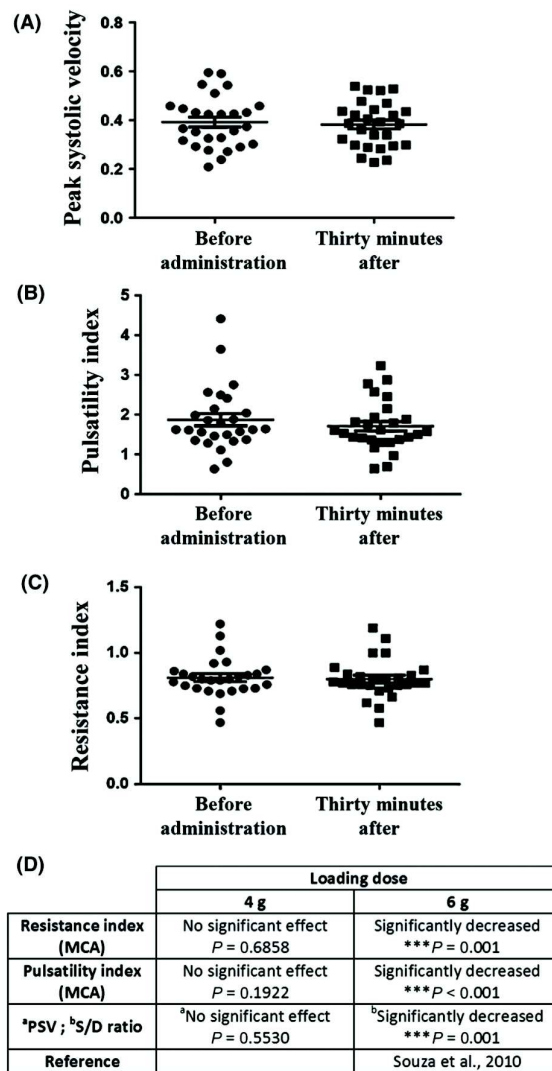 (A)
Peak systolic velocity
0.8
0.6
0.4
0.2
0.0
Before administration
Thirty minutes after
(B)
Pulsatility index
5
4
3
2
1
0
Before administration
Thirty minutes after
(C)
Resistance index
1.5
1.0
0.5
0.0
Before administration
Thirty minutes after
(D)
Loading dose
4 g 6 g
Resistance index (MCA) No significant effect P = 0.6858 Significantly decreased ***P = 0.001
Pulsatility index (MCA) No significant effect P = 0.1922 Significantly decreased ***P < 0.001
ᵃPSV ; ᵇS/D ratio ᵃNo significant effect P = 0.5530 ᵇSignificantly decreased ***P = 0.001
Reference Souza et al., 2010